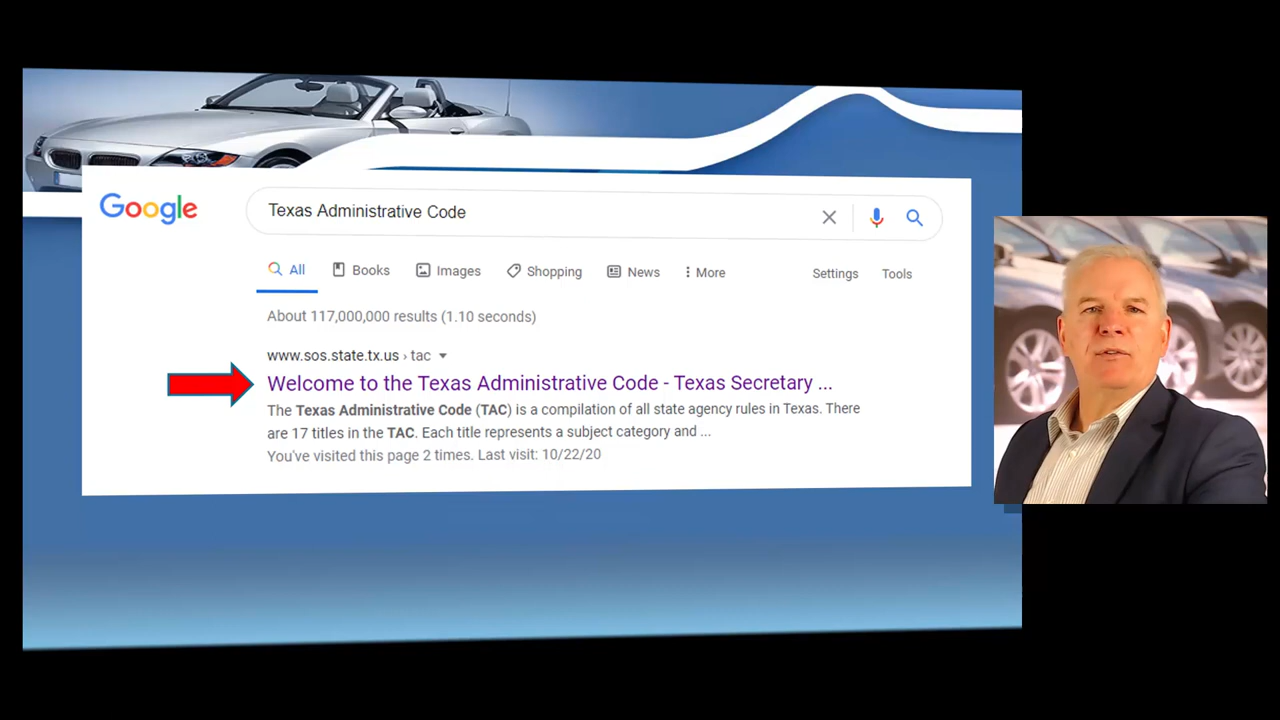 Google
Texas Administrative Code
All Books Images Shopping News More Settings Tools
About 117,000,000 results (1.10 seconds)
www.sos.state.tx.us › tac
Welcome to the Texas Administrative Code - Texas Secretary ...
The Texas Administrative Code (TAC) is a compilation of all state agency rules in Texas. There
are 17 titles in the TAC. Each title represents a subject category and ...
You've visited this page 2 times. Last visit: 10/22/20